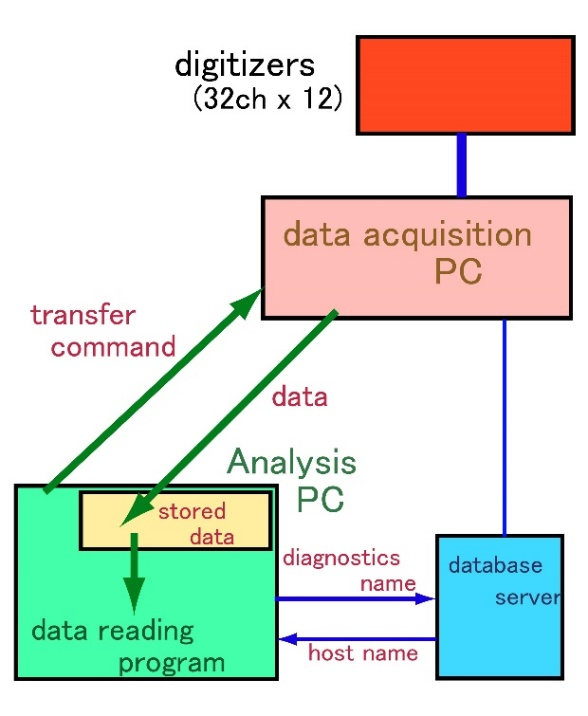 digitizers
(32ch x 12)
data acquisition
PC
transfer
command
data
Analysis
PC
stored
data
data reading
program
diagnostics
name
host name
database
server